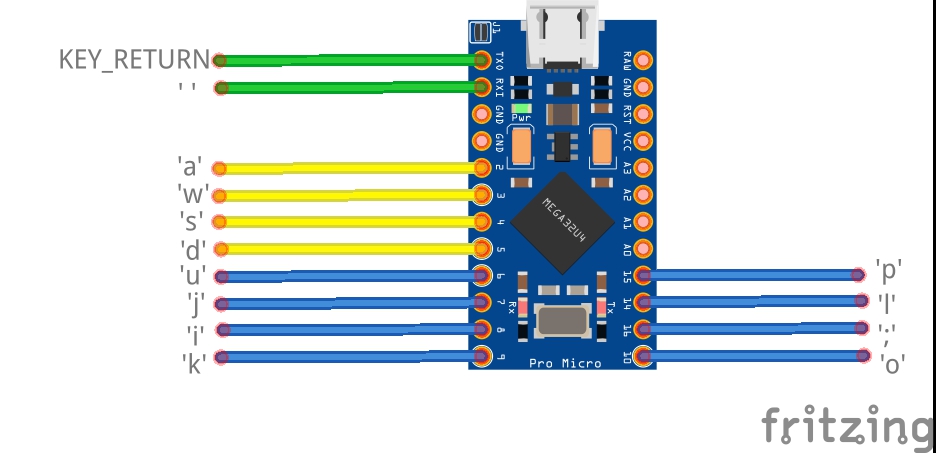 J1
KEY_RETURN
TXO
RAW
' '
RXI
GND
GND
RST
Pwr
GND
VCC
'a'
2
A3
'w'
3
A2
's'
4
A1
MEGA32U4
'd'
5
A0
'u'
6
15
'p'
'j'
7
Rx
Tx
14
'l'
'i'
8
16
';'
'k'
9
10
'o'
Pro Micro
fritzing